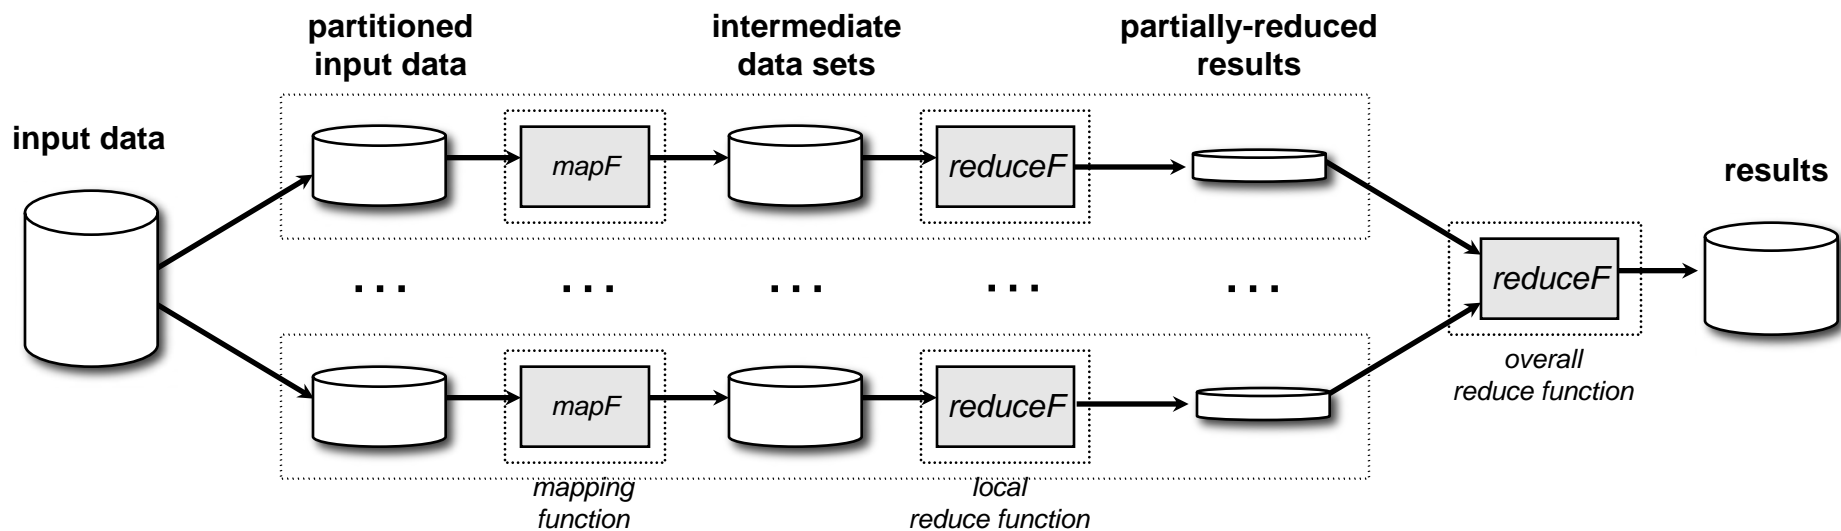 partitioned
input data
intermediate
data sets
partially-reduced
results
input data
mapF
reduceF
results
reduceF
... ... ... ... ...
overall
reduce function
mapF
reduceF
mapping
function
local
reduce function